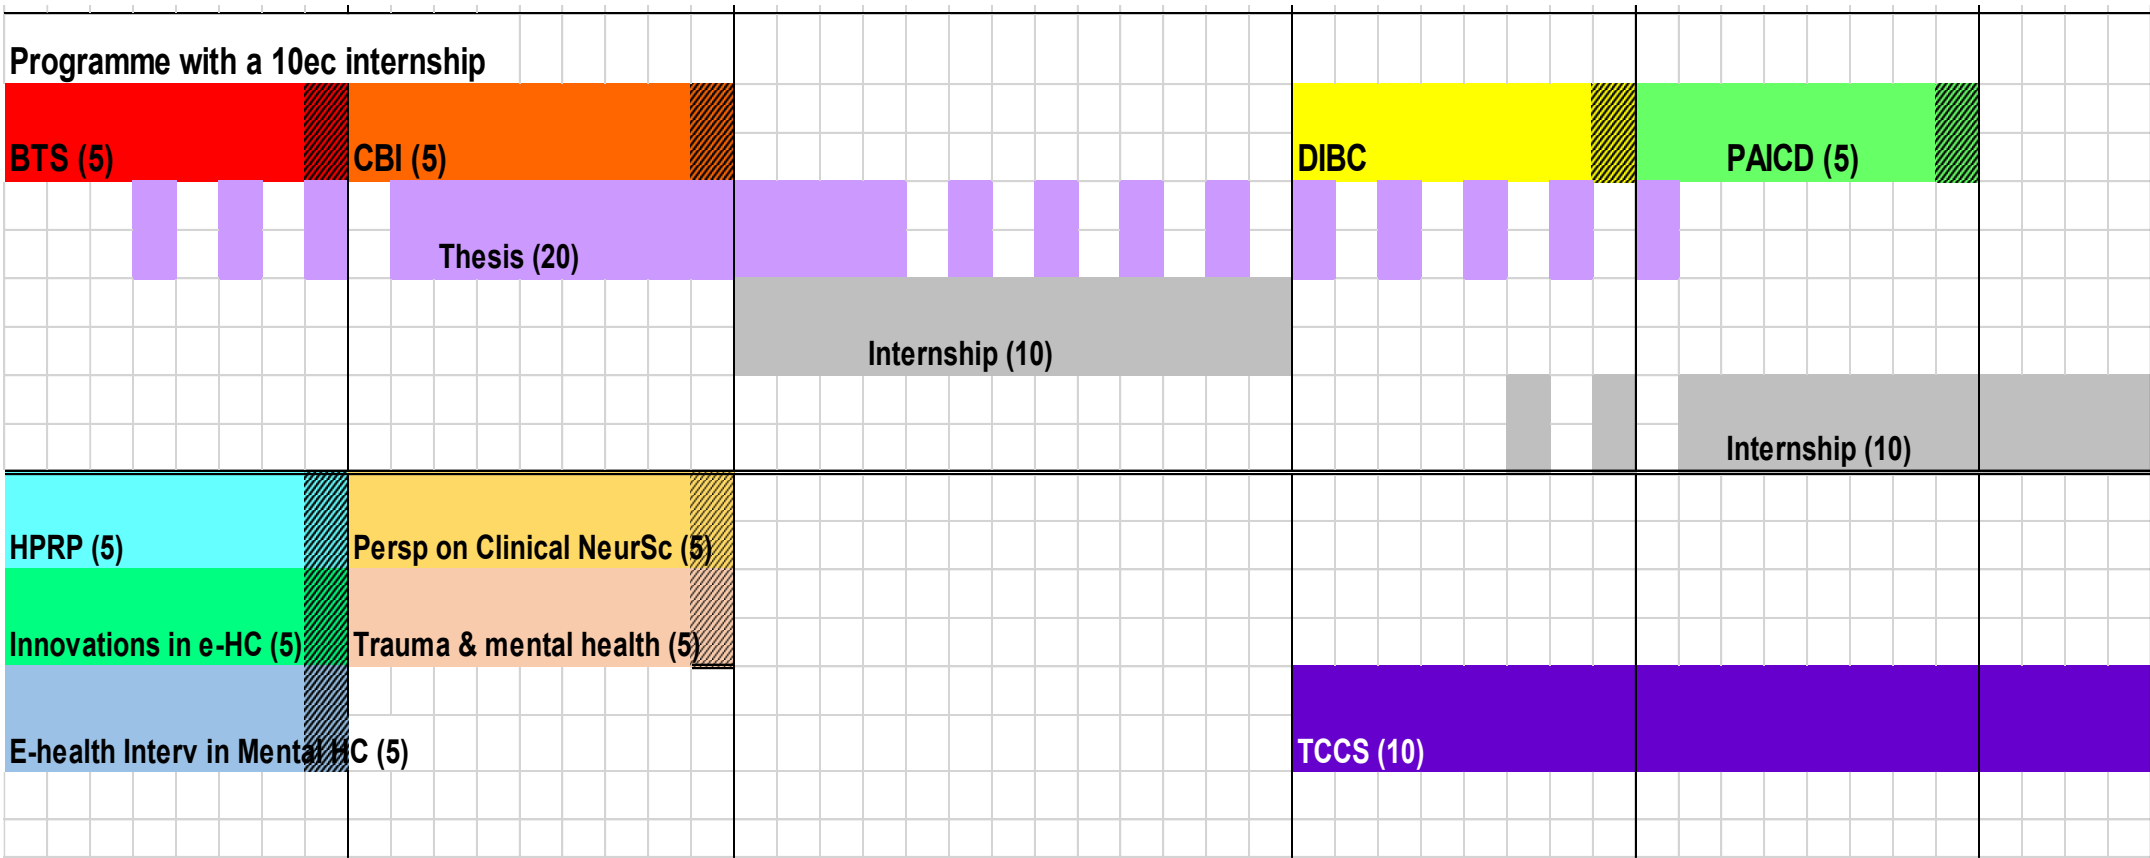 Programme with a 10ec internship
BTS (5)
CBI (5)
DIBC
PAICD (5)
Thesis (20)
Internship (10)
Internship (10)
HPRP (5)
Persp on Clinical NeurSc (5)
Innovations in e-HC (5)
Trauma & mental health (5)
E-health Interv in Mental HC (5)
TCCS (10)